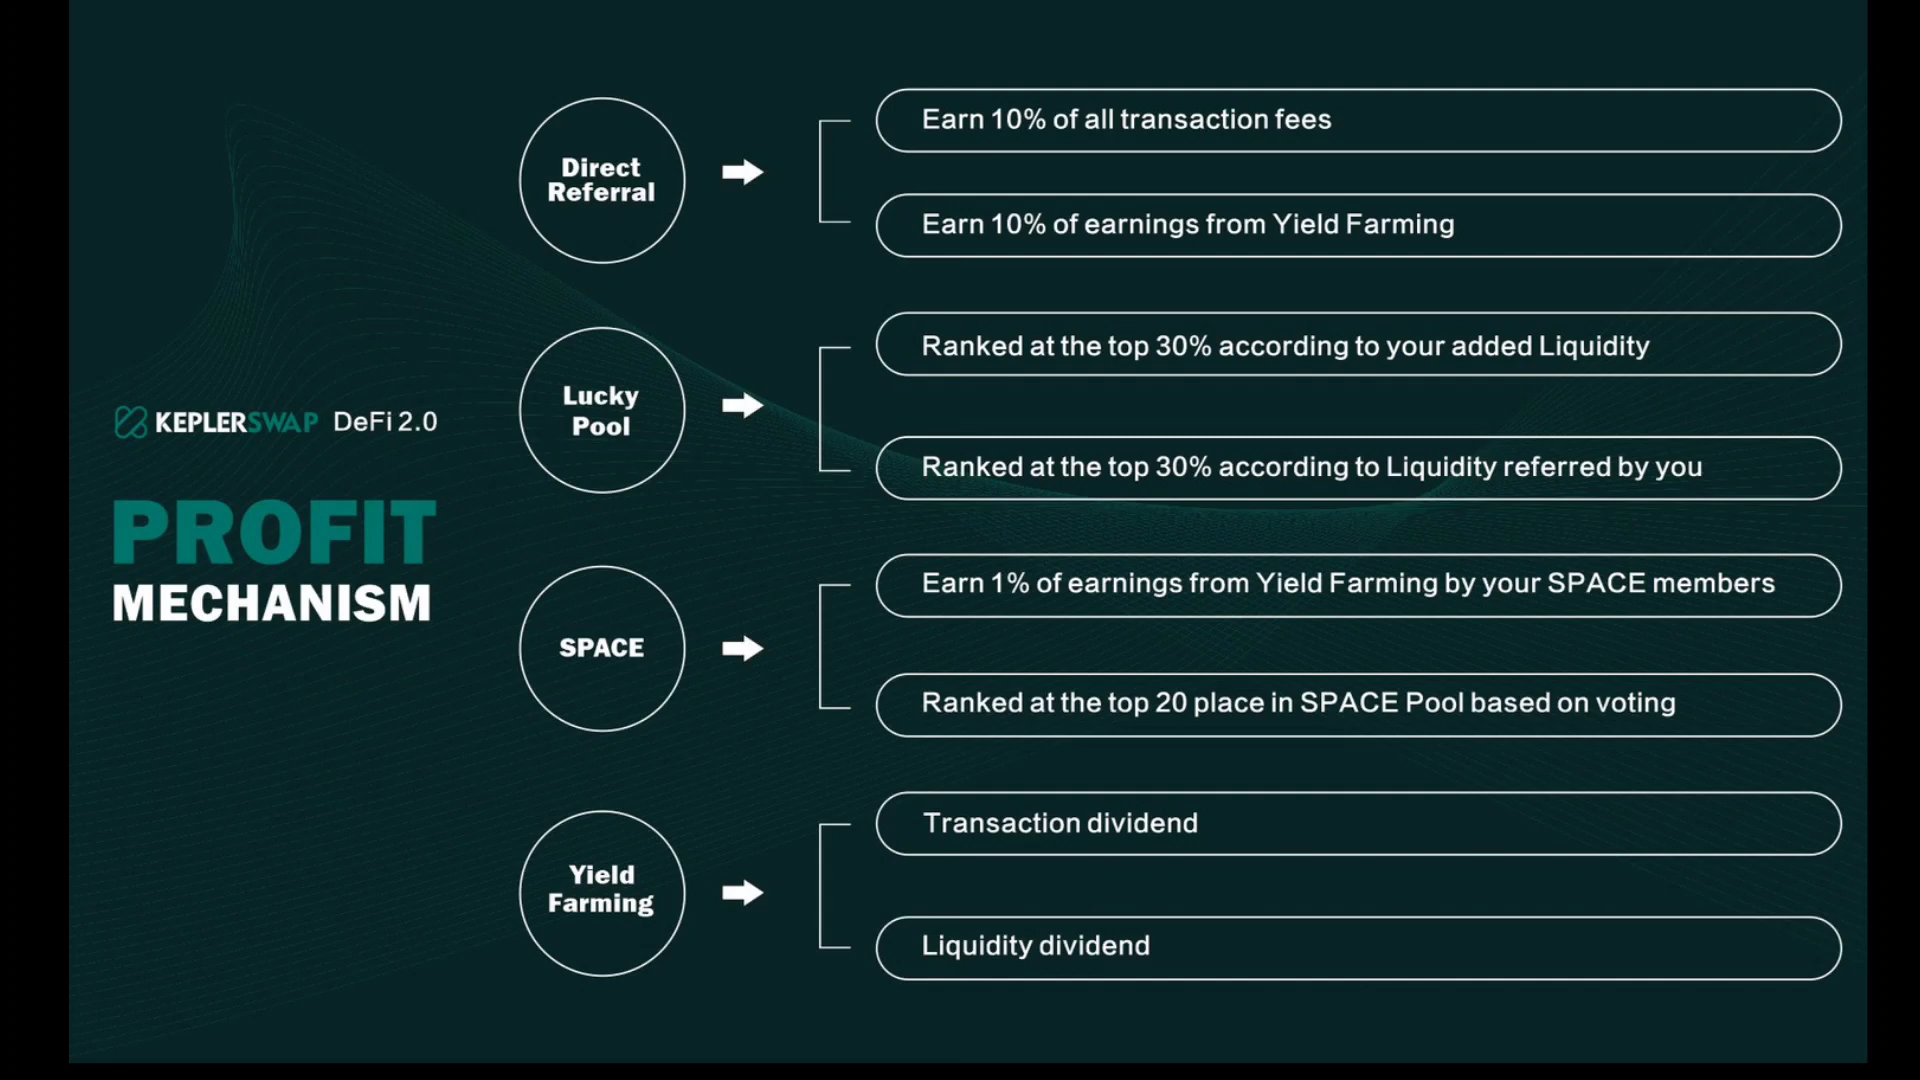 KEPLERSWAP DeFi 2.0
PROFIT
MECHANISM
Direct
Referral
Earn 10% of all transaction fees
Earn 10% of earnings from Yield Farming
Lucky
Pool
Ranked at the top 30% according to your added Liquidity
Ranked at the top 30% according to Liquidity referred by you
SPACE
Earn 1% of earnings from Yield Farming by your SPACE members
Ranked at the top 20 place in SPACE Pool based on voting
Yield
Farming
Transaction dividend
Liquidity dividend